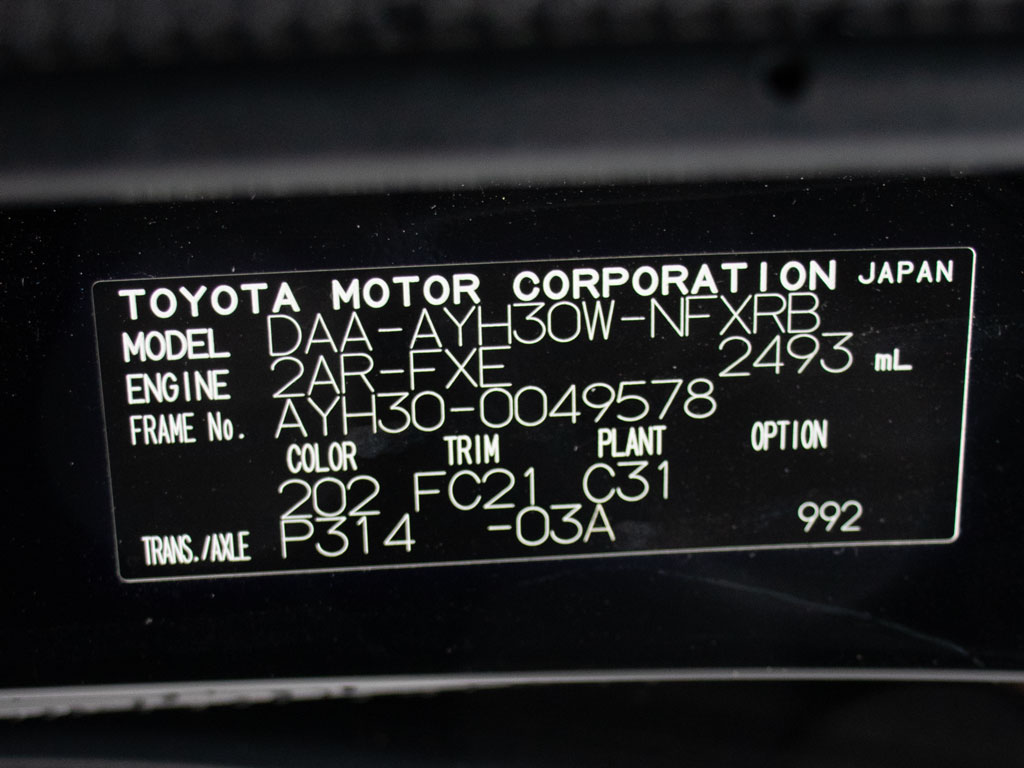 TOYOTA MOTOR CORPORATION JAPAN
MODEL DAA-AYH30W-NFXRB
ENGINE 2AR-FXE 2493 mL
FRAME No. AYH30-0049578
COLOR TRIM PLANT OPTION
202 FC21 C31
TRANS./AXLE P314 -03A 992